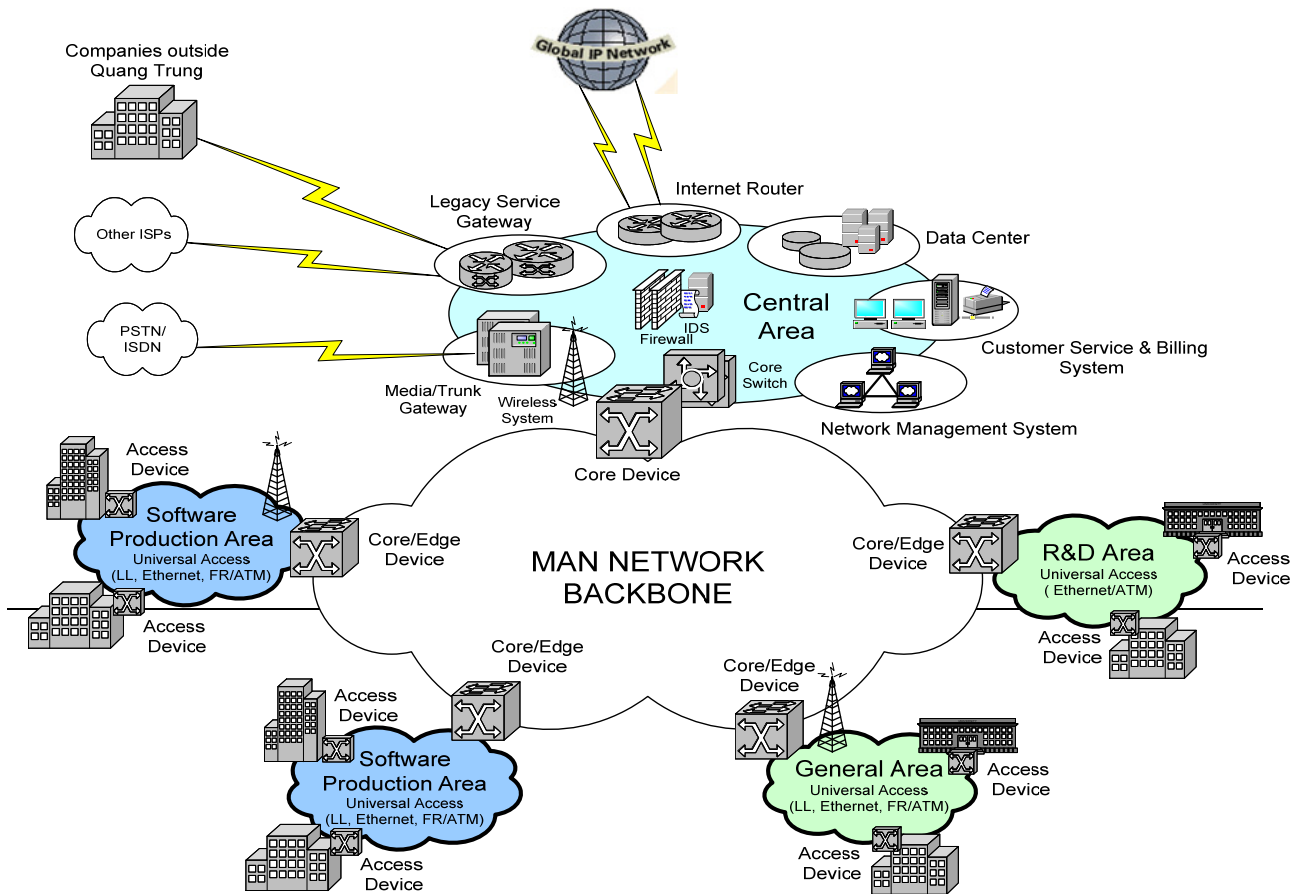 Global IP Network
Companies outside
Quang Trung
Internet Router
Legacy Service
Gateway
Other ISPs
Data Center
Central
Area
IDS
Firewall
PSTN/
ISDN
Customer Service & Billing
System
Core
Switch
Media/Trunk
Gateway
Wireless
System
Network Management System
Core Device
Access
Device
Software
Production Area
Universal Access
(LL, Ethernet, FR/ATM)
Core/Edge
Device
Access
Device
MAN NETWORK
BACKBONE
Core/Edge
Device
R&D Area
Universal Access
( Ethernet/ATM)
Access
Device
Access
Device
Core/Edge
Device
Access
Device
Software
Production Area
Universal Access
(LL, Ethernet, FR/ATM)
Access
Device
Core/Edge
Device
General Area
Universal Access
(LL, Ethernet, FR/ATM)
Access
Device
Access
Device